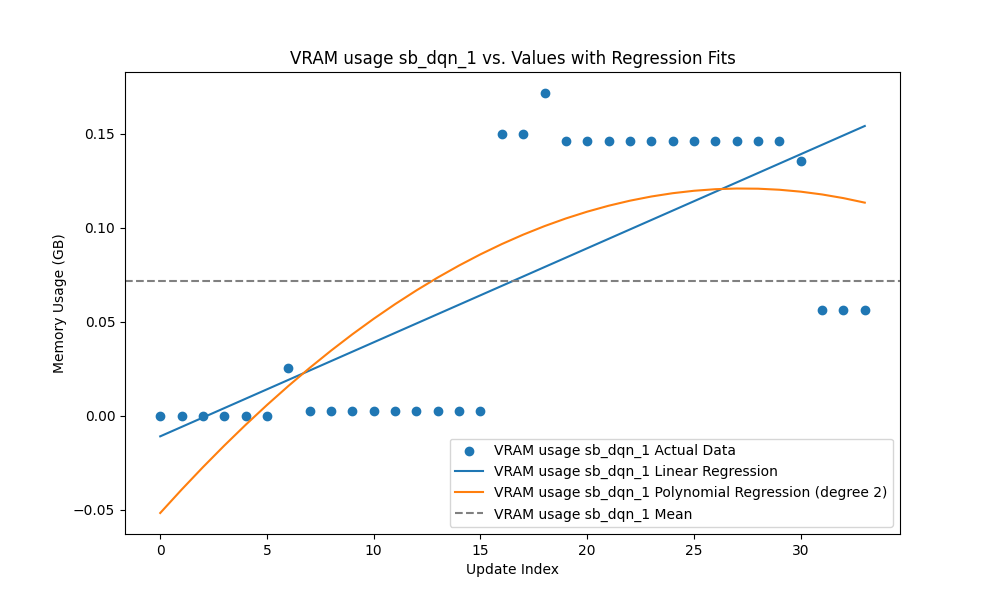 VRAM usage sb_dqn_1 vs. Values with Regression Fits
Memory Usage (GB)
0.15
0.10
0.05
0.00
−0.05
VRAM usage sb_dqn_1 Actual Data
VRAM usage sb_dqn_1 Linear Regression
VRAM usage sb_dqn_1 Polynomial Regression (degree 2)
VRAM usage sb_dqn_1 Mean
0 5 10 15 20 25 30
Update Index